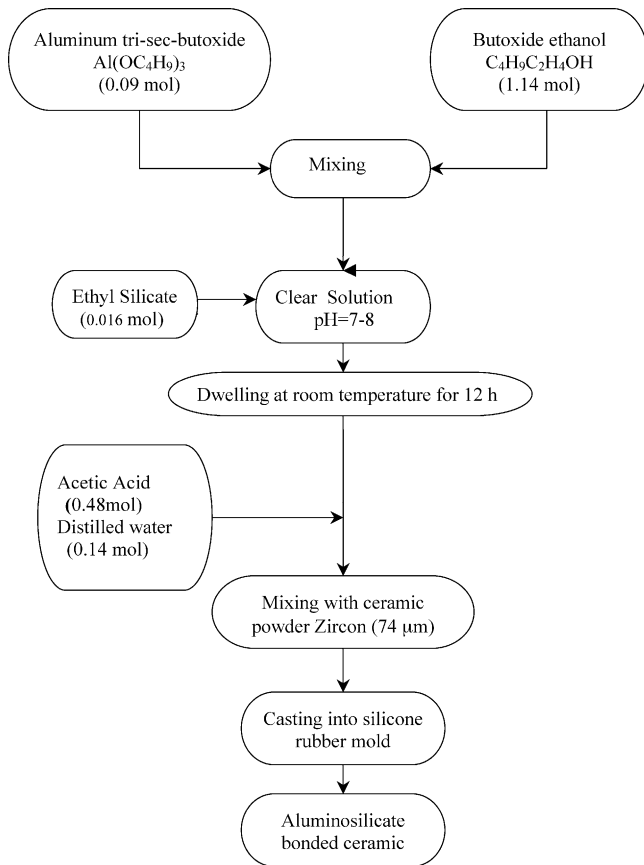 Aluminum tri-sec-butoxide
Al(OC₄H₉)₃
(0.09 mol)
Butoxide ethanol
C₄H₉C₂H₄OH
(1.14 mol)
Mixing
Ethyl Silicate
(0.016 mol)
Clear Solution
pH=7-8
Dwelling at room temperature for 12 h
Acetic Acid
(0.48mol)
Distilled water
(0.14 mol)
Mixing with ceramic
powder Zircon (74 μm)
Casting into silicone
rubber mold
Aluminosilicate
bonded ceramic